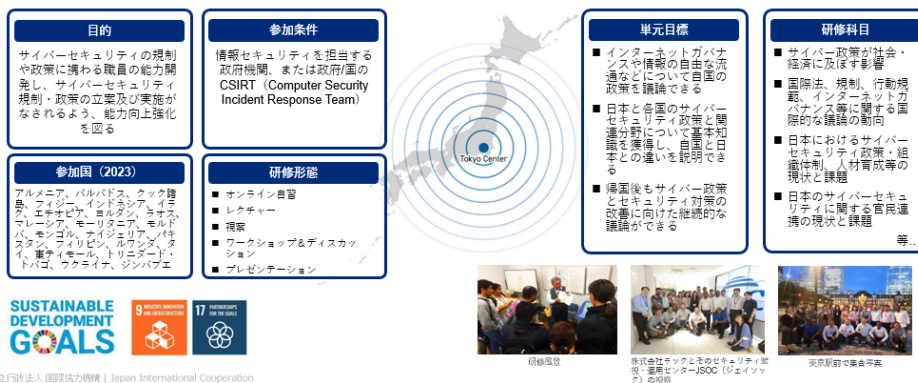 目的
サイバーセキュリティの規制
や政策に携わる職員の能力開
発し、サイバーセキュリティ
規制・政策の立案及び実施が
なされるよう、能力向上強化
を図る
参加条件
情報セキュリティを担当する
政府機関、または政府/国の
CSIRT（Computer Security
Incident Response Team）
参加国（2023）
アルメニア、バルバドス、クック諸
島、フィジー、インドネシア、イラ
ク、エチオピア、ヨルダン、ラオス、
マレーシア、モーリタニア、モルド
バ、モンゴル、ナイジェリア、パキ
スタン、フィリピン、ルワンダ、タ
イ、東ティモール、トリニダード・
トバゴ、ウクライナ、ジンバブエ
研修形態
■ オンライン自習
■ レクチャー
■ 視察
■ ワークショップ&ディスカッ
ション
■ プレゼンテーション
Tokyo Center
単元目標
■ インターネットガバナ
ンスや情報の自由な流
通などについて自国の
政策を議論できる
■ 日本と各国のサイバー
セキュリティ政策と関
連分野について基本知
識を獲得し、自国と日
本との違いを説明でき
る
■ 帰国後もサイバー政策
とセキュリティ対策の
改善に向けた継続的な
議論ができる
研修科目
■ サイバー政策が社会・
経済に及ぼす影響
■ 国際法、規制、行動規
範、インターネットガ
バナンス等に関する国
際的な議論の動向
■ 日本におけるサイバー
セキュリティ政策・組
織体制、人材育成等の
現状と課題
■ 日本のサイバーセキュ
リティに関する官民連
携の現状と課題
等…
SUSTAINABLE
DEVELOPMENT
GOALS
9 INDUSTRY, INNOVATION
AND INFRASTRUCTURE
17 PARTNERSHIPS
FOR THE GOALS
研修風景
株式会社ラックとそのセキュリティ監
視・運用センターJSOC（ジェイソッ
ク）の視察
東京駅前で集合写真
立行政法人 国際協力機構 | Japan International Cooperation